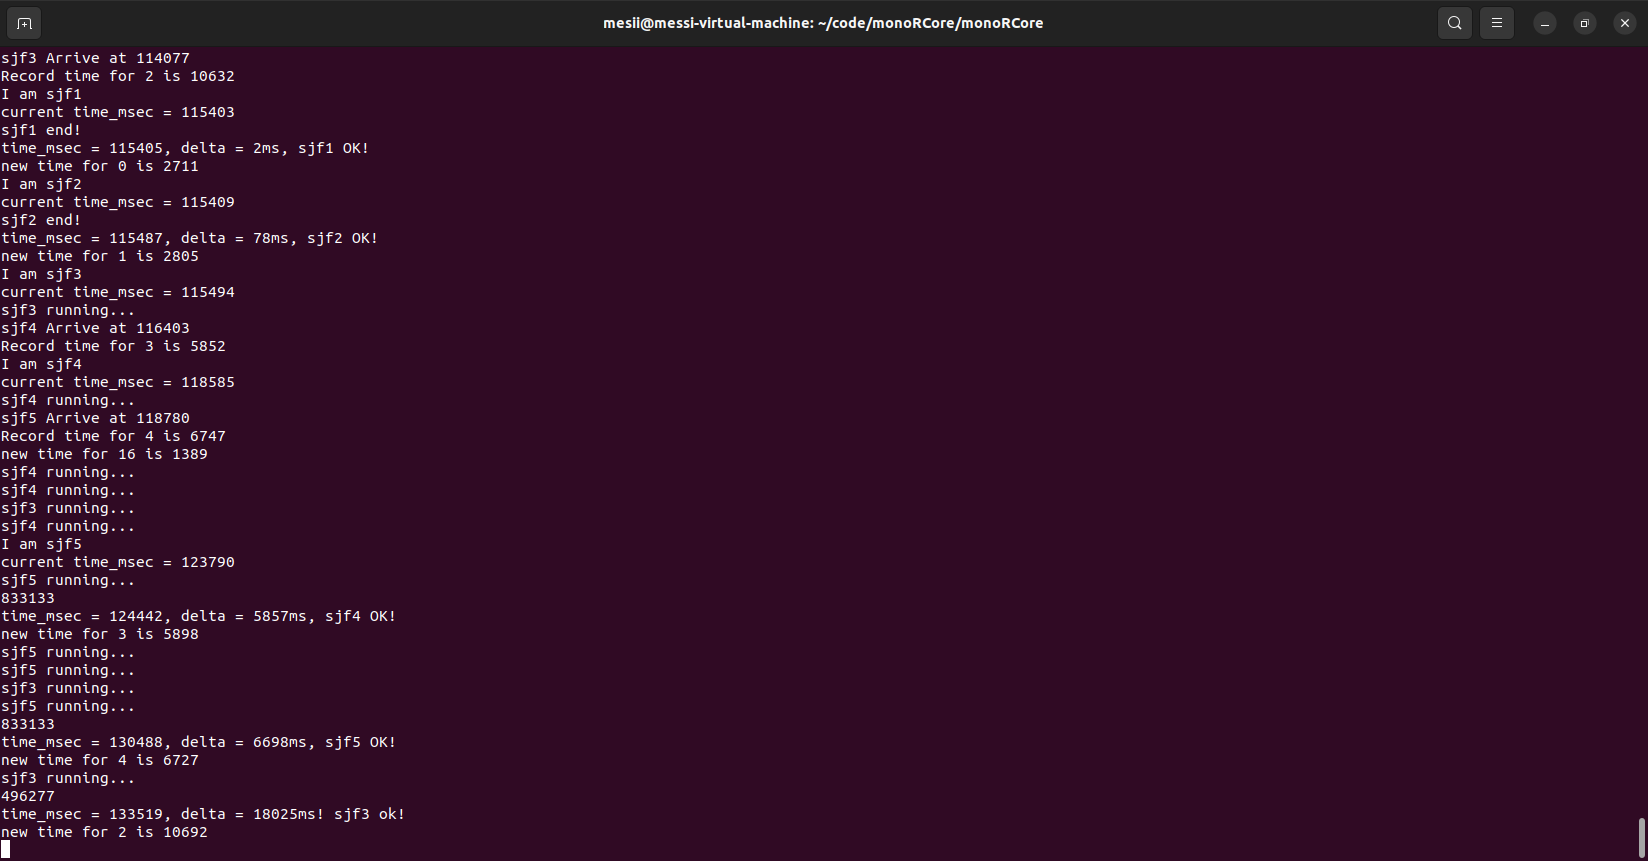 mesii@messi-virtual-machine: ~/code/monoRCore/monoRCore
sjf3 Arrive at 114077
Record time for 2 is 10632
I am sjf1
current time_msec = 115403
sjf1 end!
time_msec = 115405, delta = 2ms, sjf1 OK!
new time for 0 is 2711
I am sjf2
current time_msec = 115409
sjf2 end!
time_msec = 115487, delta = 78ms, sjf2 OK!
new time for 1 is 2805
I am sjf3
current time_msec = 115494
sjf3 running...
sjf4 Arrive at 116403
Record time for 3 is 5852
I am sjf4
current time_msec = 118585
sjf4 running...
sjf5 Arrive at 118780
Record time for 4 is 6747
new time for 16 is 1389
sjf4 running...
sjf4 running...
sjf3 running...
sjf4 running...
I am sjf5
current time_msec = 123790
sjf5 running...
833133
time_msec = 124442, delta = 5857ms, sjf4 OK!
new time for 3 is 5898
sjf5 running...
sjf5 running...
sjf3 running...
sjf5 running...
833133
time_msec = 130488, delta = 6698ms, sjf5 OK!
new time for 4 is 6727
sjf3 running...
496277
time_msec = 133519, delta = 18025ms! sjf3 ok!
new time for 2 is 10692